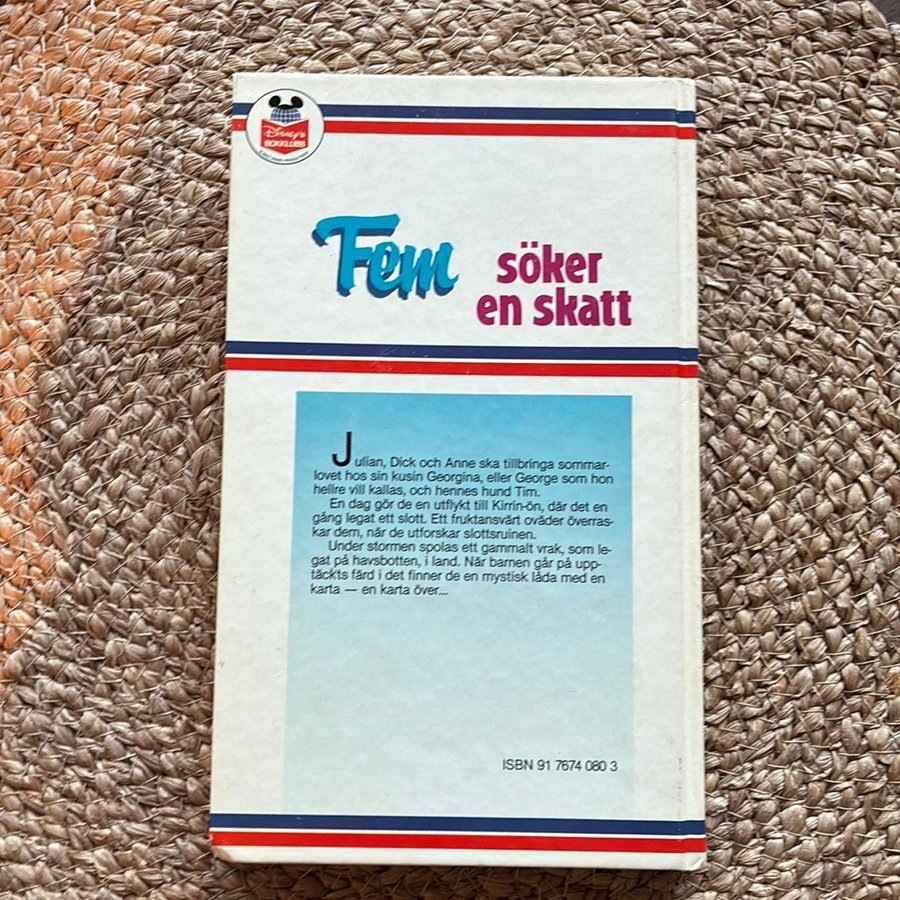 Disney's
BOKKLUBB
Fem söker
en skatt
Julian, Dick och Anne ska tillbringa sommar-
lovet hos sin kusin Georgina, eller George som hon
hellre vill kallas, och hennes hund Tim.
En dag gör de en utflykt till Kirrin-ön, där det en
gång legat ett slott. Ett fruktansvärt oväder överras-
kar dem, när de utforskar slottsruinen.
Under stormen spolas ett gammalt vrak, som le-
gat på havsbotten, i land. När barnen går på upp-
täckts färd i det finner de en mystisk låda med en
karta — en karta över...
ISBN 91 7674 080 3